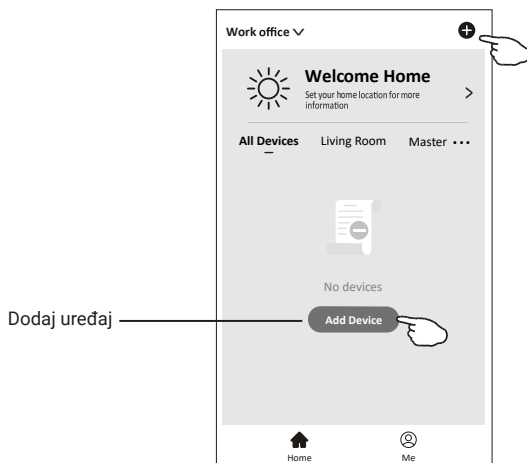 Work office
Welcome Home
Set your home location for more
information
All Devices Living Room Master
No devices
Dodaj uređaj
Add Device
Home Me